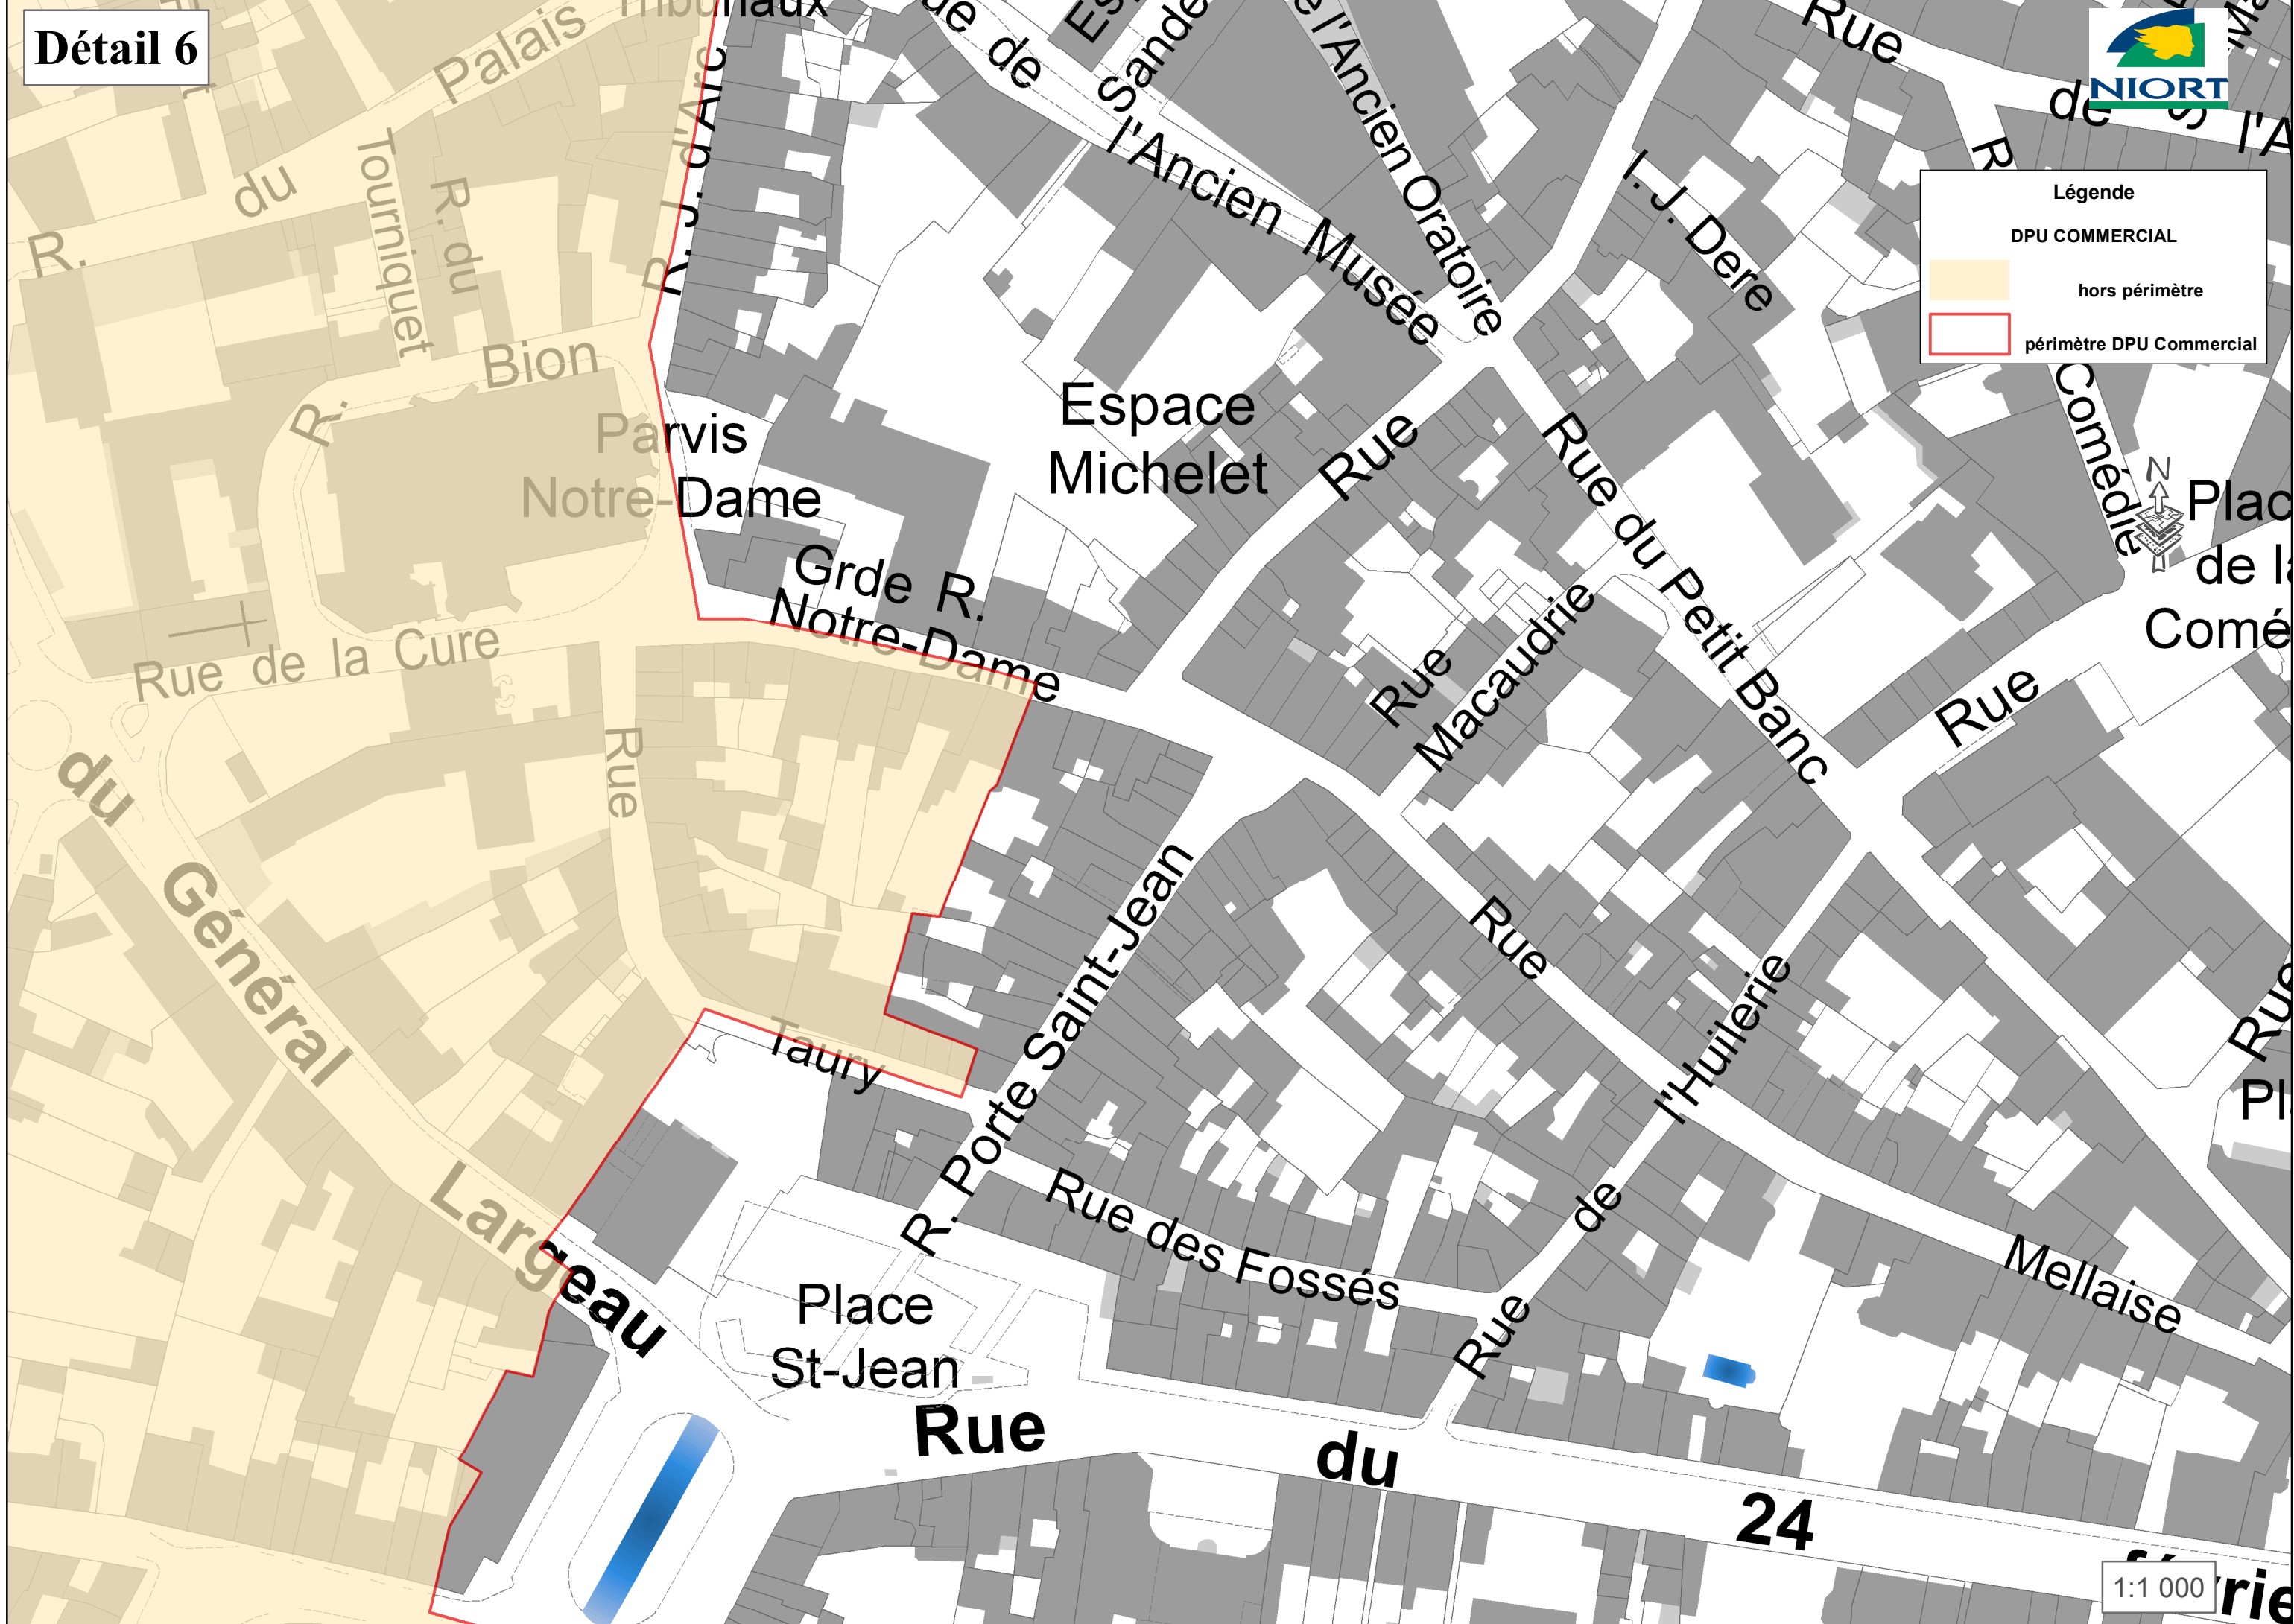 Détail 6
NIORT
Légende
DPU COMMERCIAL
hors périmètre
périmètre DPU Commercial
R.
du
Palais
Tourniquet
R. du
R. J. d'Arc
R. J. d'Arc
R.
Bion
Parvis
Notre-Dame
Rue de la Cure
Grde R.
Notre-Dame
Espace
Michelet
de
l'Ancien Musée
l'Ancien Oratoire
I. J. Dere
Rue
de
l'A
R
Comédie
N
de la
Rue
Rue du Petit Banc
Rue
Macaudrie
Rue
Rue
Taury
du
Général
Largeau
R. Porte Saint-Jean
Rue des Fossés
Rue
de
l'Huilerie
Rue
Mellaise
Rue
Pl
Place
St-Jean
Rue
du
24
1:1 000